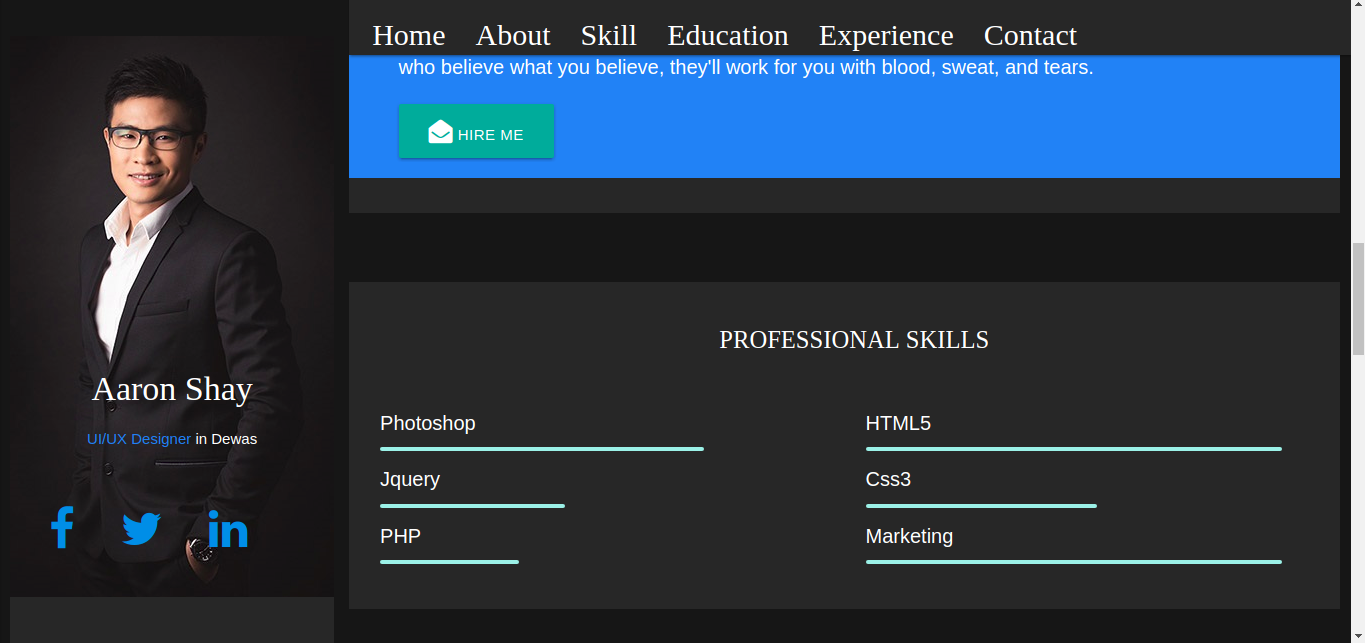 Home About Skill Education Experience Contact
who believe what you believe, they'll work for you with blood, sweat, and tears.
HIRE ME
Aaron Shay
UI/UX Designer in Dewas
PROFESSIONAL SKILLS
Photoshop
HTML5
Jquery
Css3
PHP
Marketing